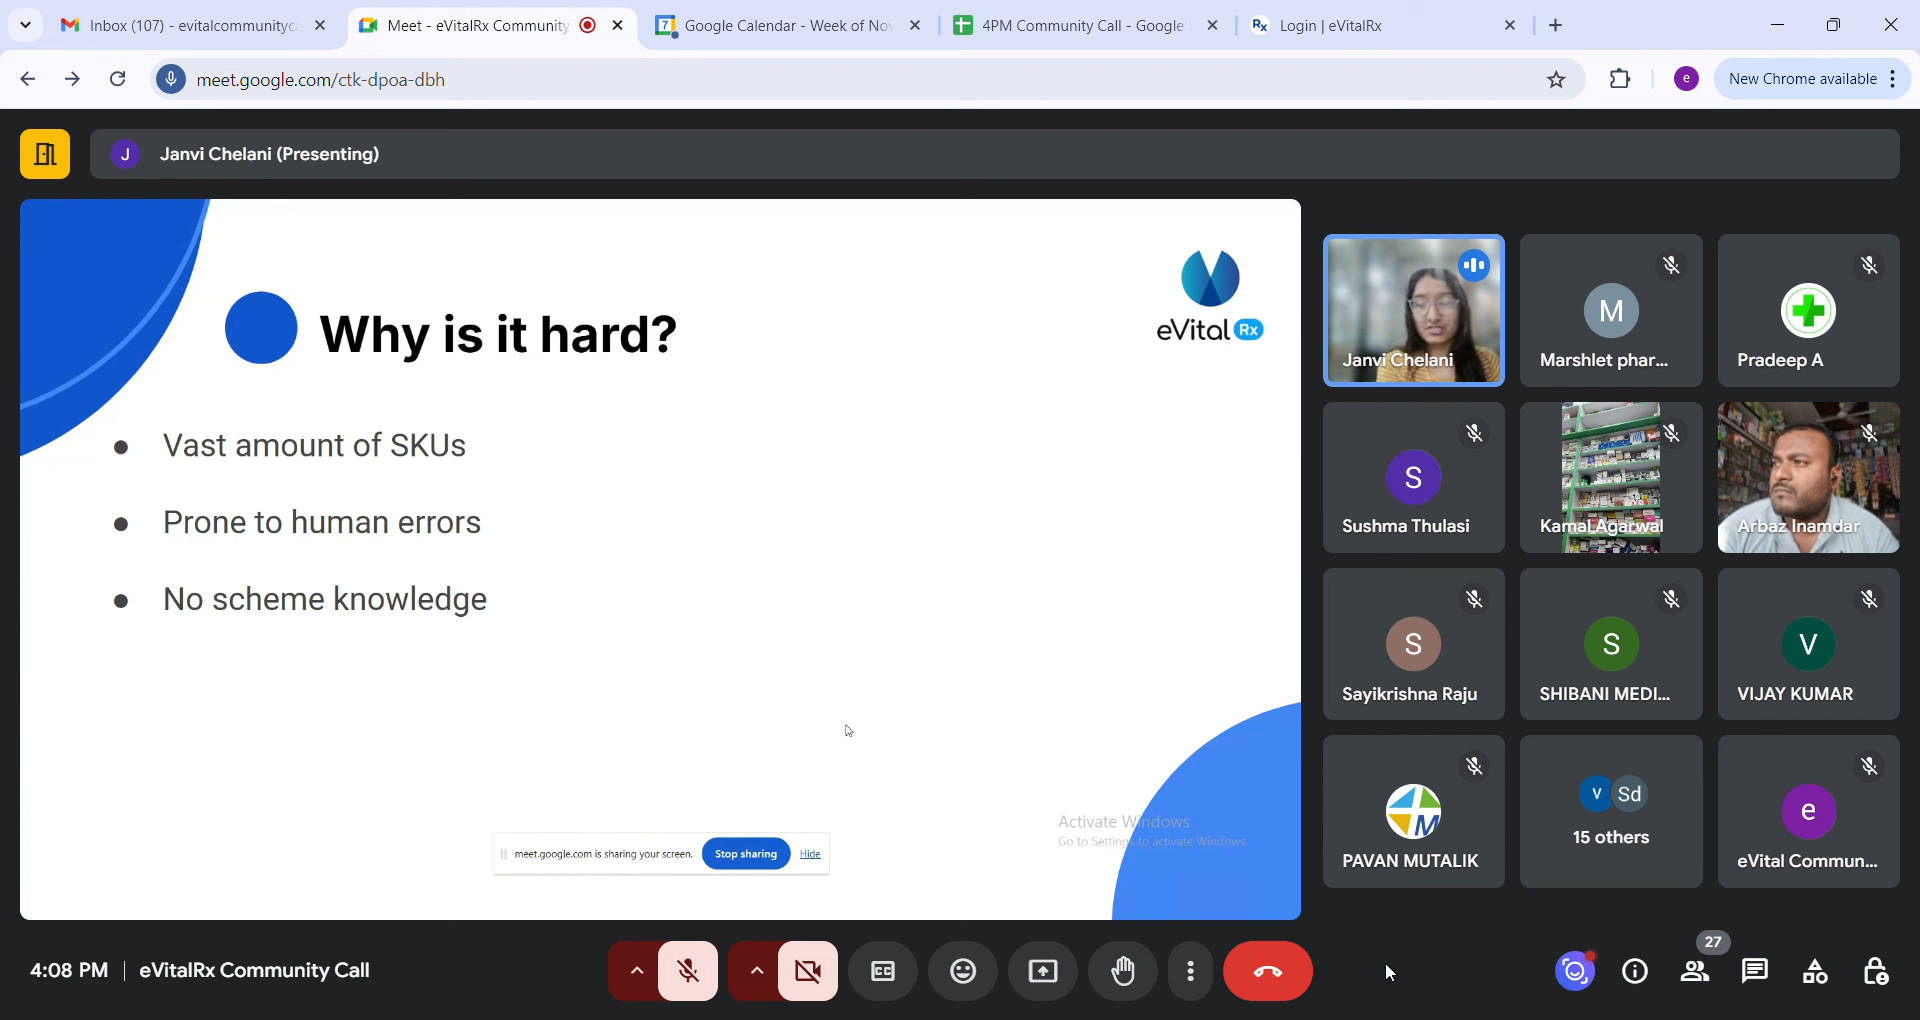 Inbox (107) - evitalcommunityca
Meet - eVitalRx Community
Google Calendar - Week of Nov
4PM Community Call - Google S
Rx
Login | eVitalRx
meet.google.com/ctk-dpoa-dbh
e
New Chrome available
J
Janvi Chelani (Presenting)
eVital Rx
Why is it hard?
Vast amount of SKUs
Prone to human errors
No scheme knowledge
Activate Windows
Go to Settings to activate Windows.
meet.google.com is sharing your screen.
Stop sharing
Hide
Janvi Chelani
M
Marshlet phar...
Pradeep A
S
Sushma Thulasi
Kamal Agarwal
Arbaz Inamdar
S
Sayikrishna Raju
S
SHIBANI MEDI...
V
VIJAY KUMAR
M
PAVAN MUTALIK
V Sd
15 others
e
eVital Commun...
4:08 PM | eVitalRx Community Call
27